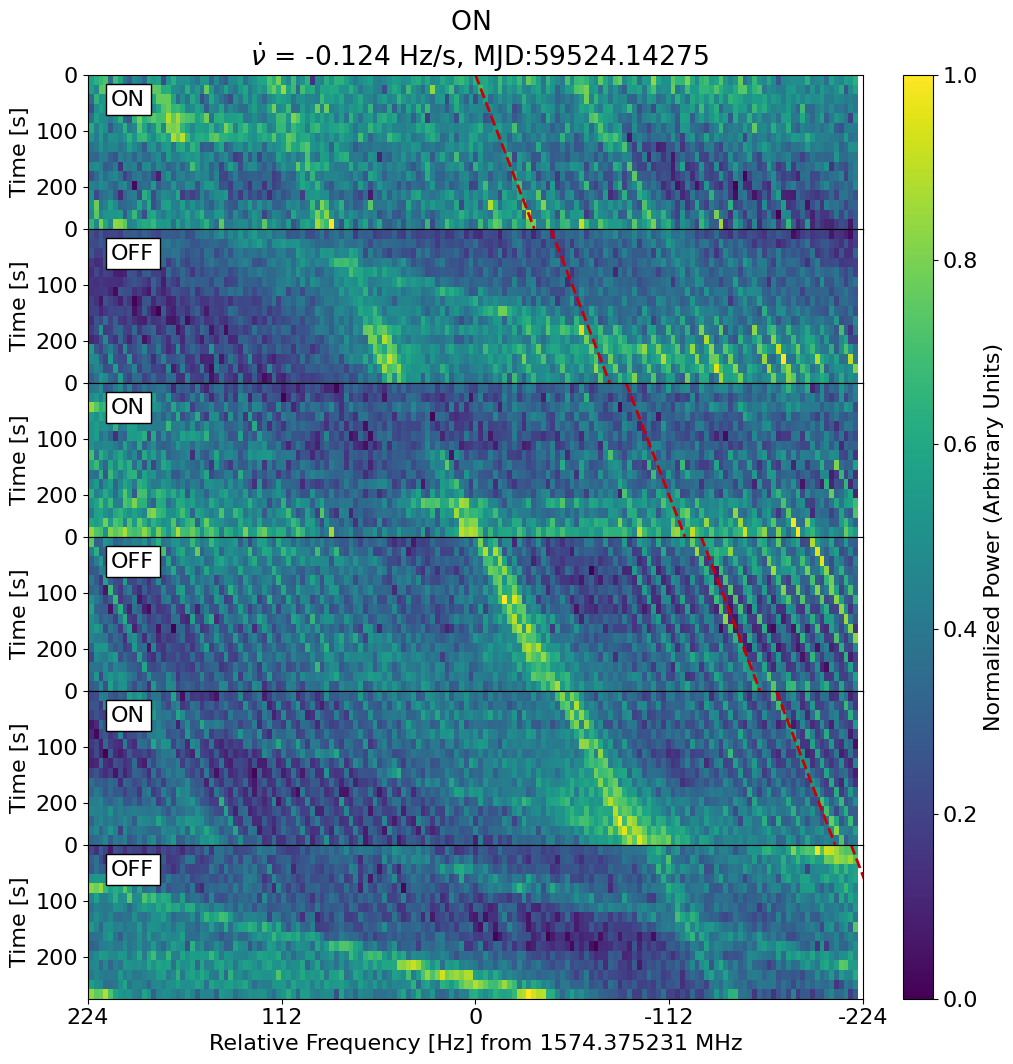 ON
ν̇ = -0.124 Hz/s, MJD:59524.14275
0
100
200
Time [s]
ON
0
100
200
Time [s]
OFF
0
100
200
Time [s]
ON
0
100
200
Time [s]
OFF
0
100
200
Time [s]
ON
0
100
200
Time [s]
OFF
224 112 0 -112 -224
Relative Frequency [Hz] from 1574.375231 MHz
1.0
0.8
0.6
0.4
0.2
0.0
Normalized Power (Arbitrary Units)